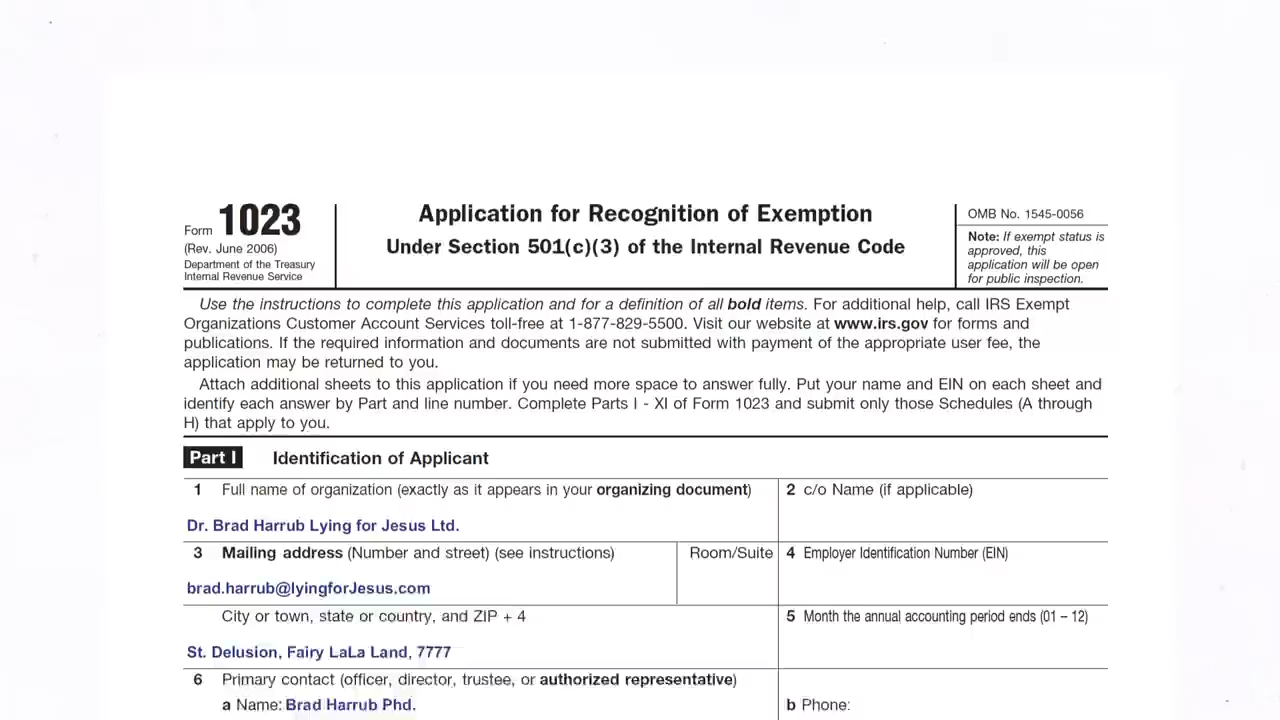 Form 1023
(Rev. June 2006)
Department of the Treasury
Internal Revenue Service
Application for Recognition of Exemption
Under Section 501(c)(3) of the Internal Revenue Code
OMB No. 1545-0056
Note: If exempt status is
approved, this
application will be open
for public inspection.
Use the instructions to complete this application and for a definition of all bold items. For additional help, call IRS Exempt
Organizations Customer Account Services toll-free at 1-877-829-5500. Visit our website at www.irs.gov for forms and
publications. If the required information and documents are not submitted with payment of the appropriate user fee, the
application may be returned to you.
Attach additional sheets to this application if you need more space to answer fully. Put your name and EIN on each sheet and
identify each answer by Part and line number. Complete Parts I - XI of Form 1023 and submit only those Schedules (A through
H) that apply to you.
Part I Identification of Applicant
1 Full name of organization (exactly as it appears in your organizing document)
Dr. Brad Harrub Lying for Jesus Ltd.
2 c/o Name (if applicable)
3 Mailing address (Number and street) (see instructions)
brad.harrub@lyingforJesus.com
Room/Suite
4 Employer Identification Number (EIN)
City or town, state or country, and ZIP + 4
St. Delusion, Fairy LaLa Land, 7777
5 Month the annual accounting period ends (01 – 12)
6 Primary contact (officer, director, trustee, or authorized representative)
a Name: Brad Harrub Phd.
b Phone: